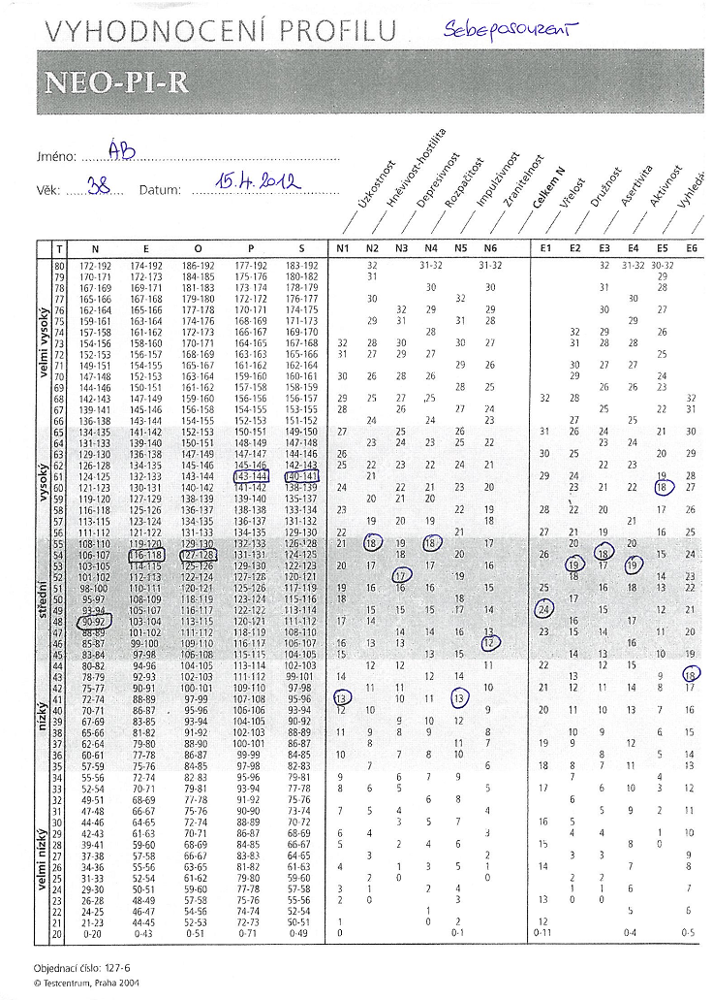 VYHODNOCENÍ PROFILU
SEBEPOSOUZENÍ
NEO-PI-R
Jméno: ÁB
Věk: 38 Datum: 15.4.2012
Úzkostnost
Hněvivost-hostilita
Depresivnost
Rozpačitost
Impulzivnost
Zranitelnost
Celkem N
Vřelost
Družnost
Asertivita
Aktivnost
Vyhledá
T N E O P S N1 N2 N3 N4 N5 N6 E1 E2 E3 E4 E5 E6
velmi vysoký
vysoký
střední
nízký
velmi nízký
80 172-192 174-192 186-192 177-192 183-192 32 31-32 31-32 32 31-32 30-32
79 170-171 172-173 184-185 175-176 180-182 31 29
78 167-169 169-171 181-183 173 174 178-179 30 30 31 28
77 165-166 167-168 179-180 172-172 176-177 30 32 30
76 162-164 165-166 177-178 170-171 174-175 32 29 29 30 27
75 159-161 163-164 174-176 168-169 171-173 29 31 31 28 29
74 157-158 161-162 172-173 166-167 169-170 28 32 29 26
73 154-156 158-160 170-171 164-165 167-168 32 28 30 30 27 31 28 28
72 152-153 156-157 168-169 163-163 165-166 31 27 29 27 25
71 149-151 154-155 165-167 161-162 162-164 29 26 30 27 27
70 147-148 152-153 163-164 159-160 160-161 30 26 28 26 29 24
69 144-146 150-151 161-162 157-158 158-159 28 25 26 26 23
68 142-143 147-149 159-160 156-156 156-157 29 25 27 25 32 28 32
67 139-141 145-146 156-158 154-155 153-155 28 26 27 24 25 22 31
66 136-138 143-144 154-155 152-153 151-152 24 24 23 27 25
65 134-135 141-142 152-153 150-151 149-150 27 25 26 31 26 24 21 30
64 131-133 139-140 150-151 148-149 147-148 23 24 25 22 23 24
63 129-130 136-138 147-149 147-147 144-146 26 30 25 20 29
62 126-128 134-135 145-146 145-146 142-143 25 22 23 22 24 21 22 23
61 124-125 132-133 143-144 143-144 140-141 21 29 24 19 28
60 121-123 130-131 140-142 141-142 138-139 24 22 21 23 20 23 21 22 18 27
59 119-120 127-129 138-139 139-140 135-137 20 21 20
58 116-118 125-126 136-137 138-138 133-134 23 22 19 28 22 20 17 26
57 113-115 123-124 134-135 136-137 131-132 19 20 19 18 21
56 111-112 121-122 131-133 134-135 129-130 22 21 27 21 19 16 25
55 108-110 119-120 129-130 132-133 126-128 21 18 19 18 17 20 20
54 106-107 116-118 127-128 131-131 124-125 20 26 18 15 24
53 103-105 114-115 125-126 129-130 122-123 20 17 18 17 16 19 17 19
52 101-102 112-113 122-124 127-128 120-121 17 19 18 14 23
51 98-100 110-111 120-121 125-126 117-119 19 16 16 16 15 25 16 18 13 22
50 95-97 108-109 118-119 123-124 115-116 18 18 17
49 93-94 105-107 116-117 122-122 113-114 15 15 15 17 14 24 15 12 21
48 90-92 103-104 113-115 120-121 111-112 17 14 16 17
47 88-89 101-102 111-112 118-119 108-110 14 14 16 13 23 15 14 11 20
46 85-87 99-100 109-110 116-117 106-107 16 13 13 12 16
45 83-84 97-98 106-108 115-115 104-105 13 15 14 13 10 19
44 80-82 94-96 104-105 113-114 102-103 12 12 11 22 12 15
43 78-79 92-93 102-103 111-112 99-101 14 12 14 13 9 18
42 75-77 90-91 100-101 109-110 97-98 11 11 10 21 12 11 14 8 17
41 72-74 88-89 97-99 107-108 95-96 13 10 11 13
40 70-71 86-87 95-96 106-106 93-94 12 10 9 20 11 10 13 7 16
39 67-69 83-85 93-94 104-105 90-92 9 10 12
38 65-66 81-82 91-92 102-103 88-89 11 9 8 9 8 10 9 6 15
37 62-64 79-80 88-90 100-101 86-87 8 11 7 19 9 12
36 60-61 77-78 86-87 99-99 84-85 10 7 8 10 8 5 14
35 57-59 75-76 84-85 97-98 82-83 7 6 18 8 7 11 13
34 55-56 72-74 82 83 95-96 79-81 9 6 7 9 7 4
33 52-54 70-71 79-81 93-94 77-78 8 6 5 5 17 6 10 3 12
32 49-51 68-69 77-78 91-92 75-76 6 8 6
31 47-48 66-67 75-76 90-90 73-74 7 5 4 4 5 9 2 11
30 44-46 64-65 72-74 88-89 70-72 3 5 7 16 5
29 42-43 61-63 70-71 86-87 68-69 6 4 3 4 4 1 10
28 39-41 59-60 68-69 84-85 66-67 5 2 4 6 15 8 0
27 37-38 57-58 66-67 83-83 64-65 3 2 3 3 9
26 34-36 55-56 63-65 81-82 61-63 4 1 3 5 1 14 7 8
25 31-33 53-54 61-62 79-80 59-60 2 0 0 2 2
24 29-30 50-51 59-60 77-78 57-58 3 1 2 4 1 1 6 7
23 26-28 48-49 57-58 75-76 55-56 2 0 3 13 0 0
22 24-25 46-47 54-56 74-74 52-54 1 5 6
21 21-23 44-45 52-53 72-73 50-51 1 0 2 12
20 0-20 0-43 0-51 0-71 0-49 0 0-1 0-11 0-4 0-5
Objednací číslo: 127-6
© Testcentrum, Praha 2004